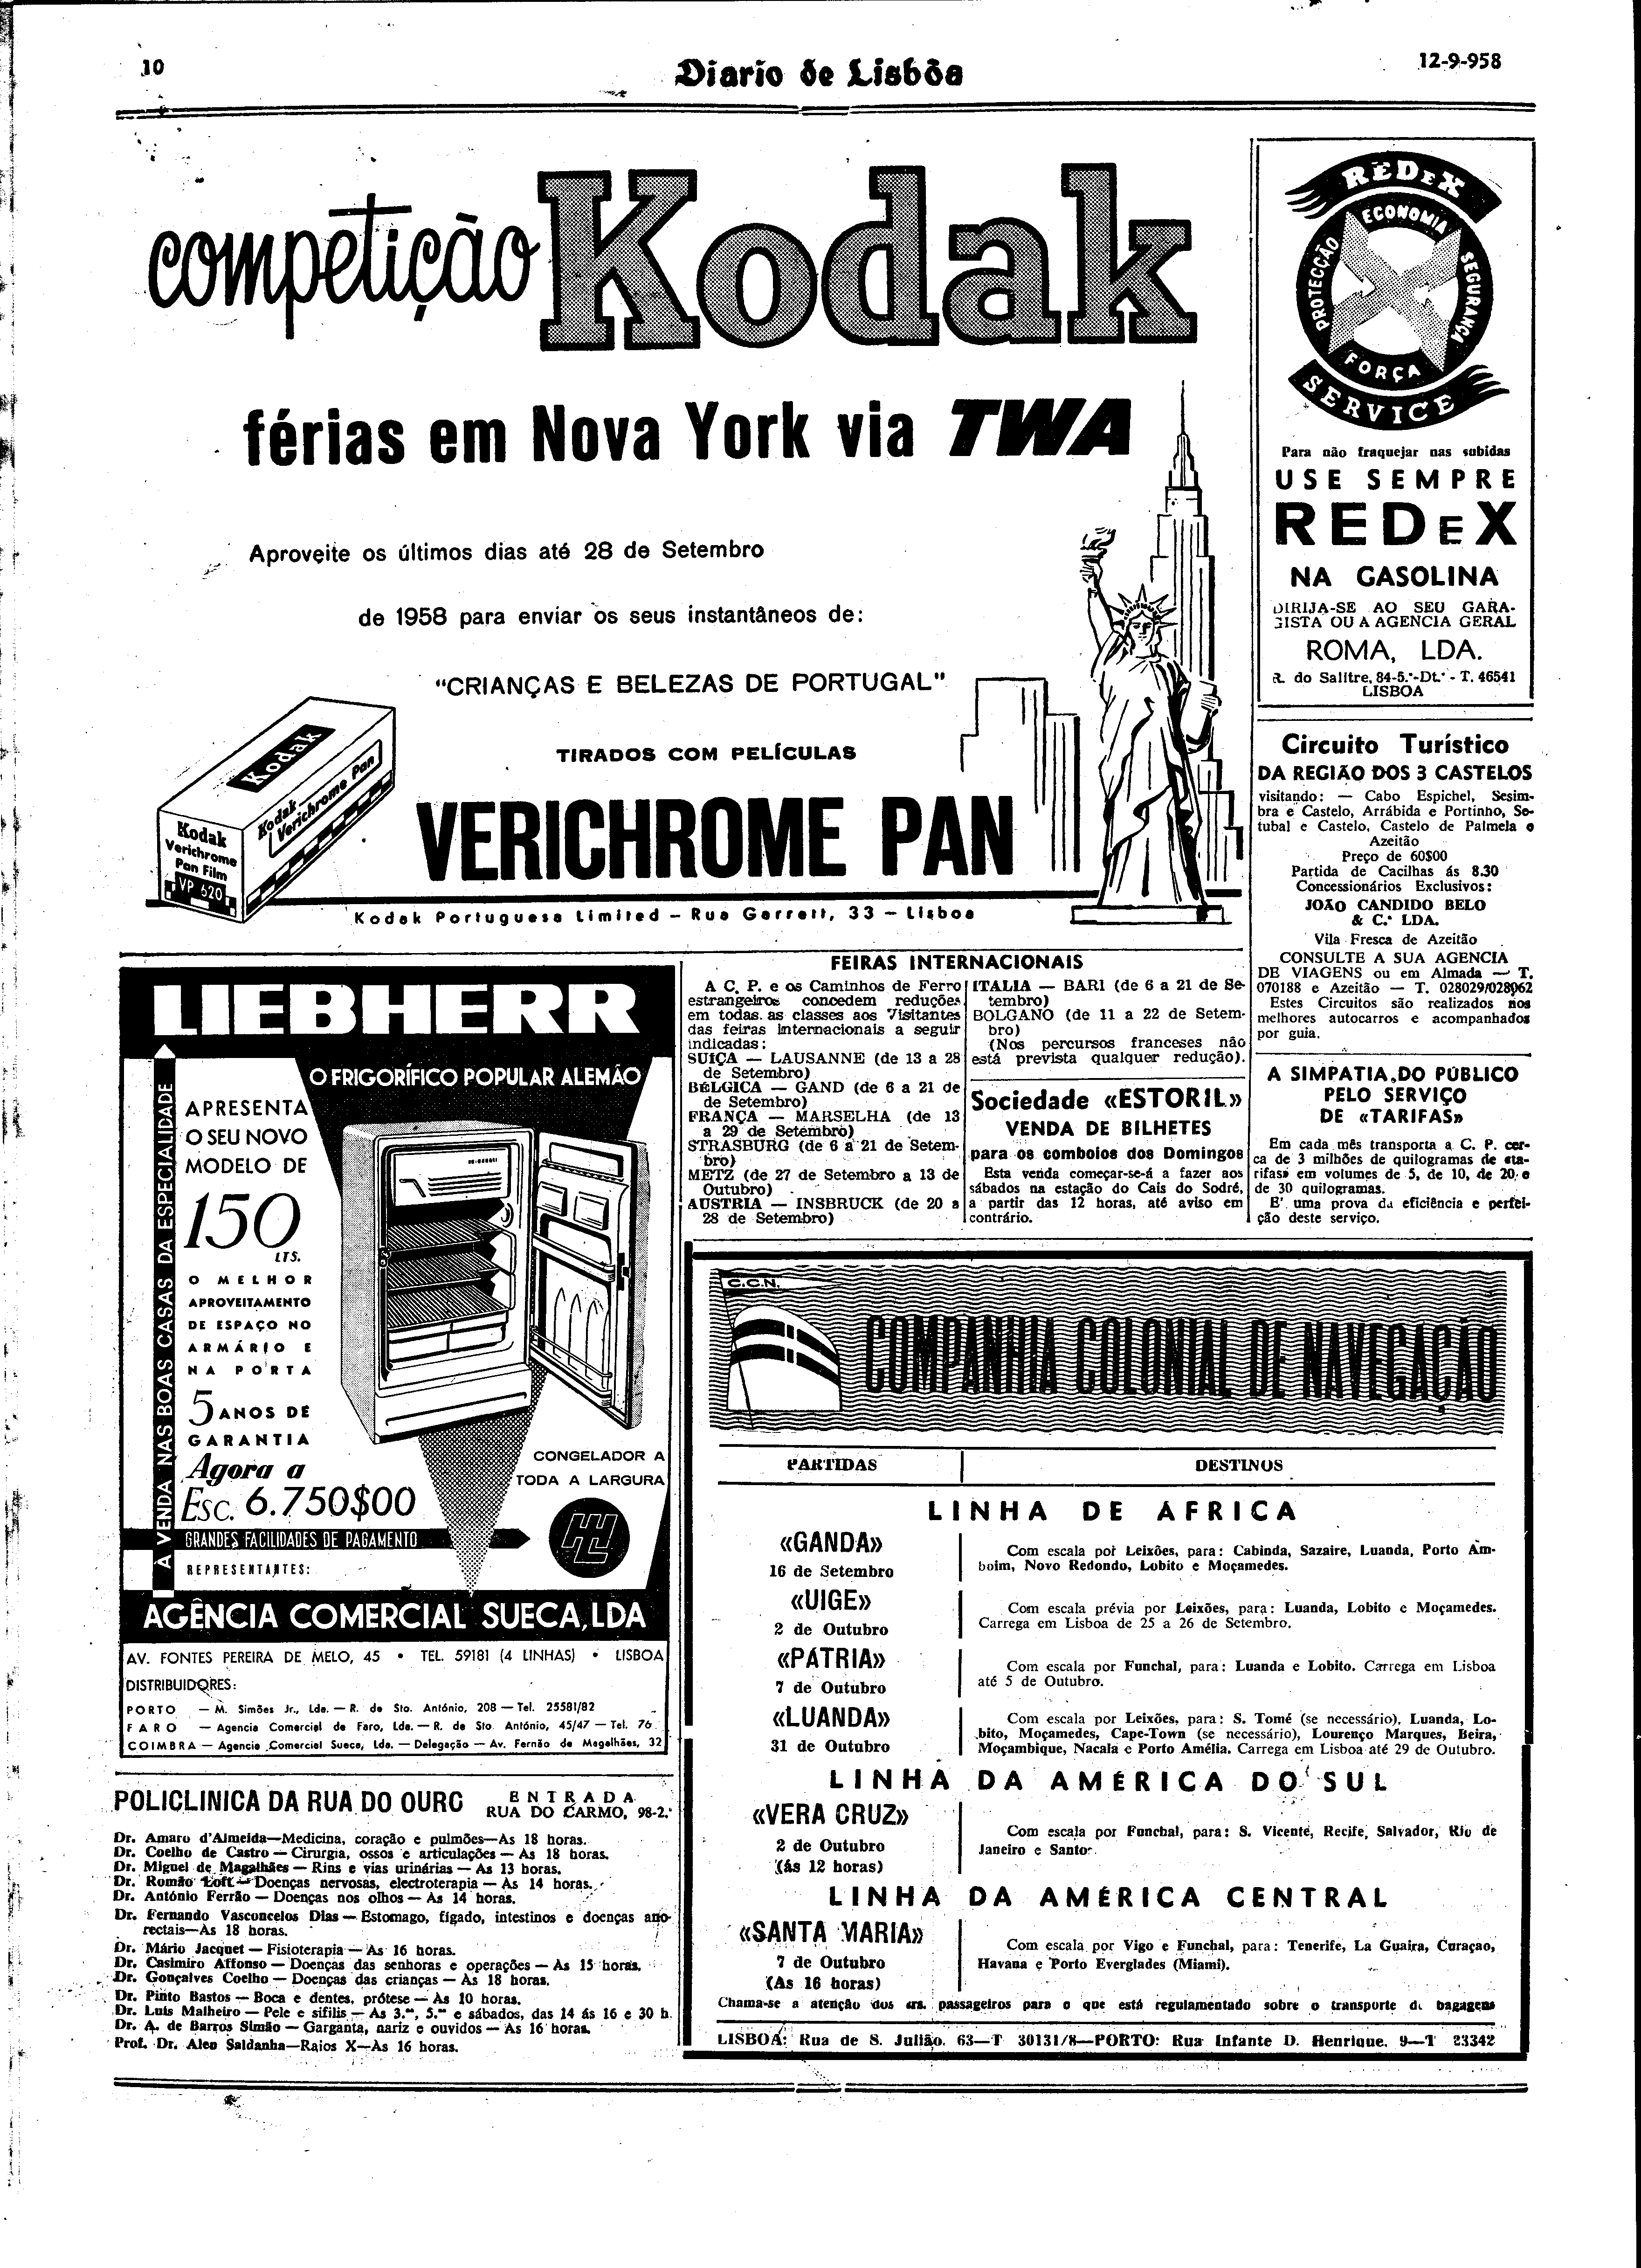 10
Diario de Lisbôa
12-9-958
competição Kodak
férias em Nova York via TWA
Aproveite os últimos dias até 28 de Setembro
de 1958 para enviar os seus instantâneos de:
"CRIANÇAS E BELEZAS DE PORTUGAL"
TIRADOS COM PELÍCULAS
VERICHROME PAN
Kodak
Kodak
Verichrome Pan
Kodak
Verichrome
Pan Film
VP 620
Kodak Portuguesa Limited – Rua Garrett, 33 – Lisboa
REDEX
ECONOMIA
PROTECÇÃO
SEGURANÇA
FORÇA
SERVICE
Para não fraquejar nas subidas
USE SEMPRE
REDEX
NA GASOLINA
DIRIJA-SE AO SEU GARA-
GISTA OU A AGENCIA GERAL
ROMA, LDA.
R. do Salitre, 84-5.º-Dt.º - T. 46541
LISBOA
Circuito Turístico
DA REGIÃO DOS 3 CASTELOS
visitando: — Cabo Espichel, Sesim-
bra e Castelo, Arrábida e Portinho, Se-
tubal e Castelo, Castelo de Palmela e
Azeitão
Preço de 60$00
Partida de Cacilhas ás 8.30
Concessionários Exclusivos:
JOÃO CANDIDO BELO
& C.ª LDA.
Vila Fresca de Azeitão
CONSULTE A SUA AGENCIA
DE VIAGENS ou em Almada — T.
070188 e Azeitão — T. 028029/028062
Estes Circuitos são realizados nos
melhores autocarros e acompanhados
por guia.
A SIMPATIA DO PÚBLICO
PELO SERVIÇO
DE «TARIFAS»
Em cada mês transporta a C. P. cer-
ca de 3 milhões de quilogramas de «ta-
rifas» em volumes de 5, de 10, de 20 e
de 30 quilogramas.
E' uma prova da eficiência e perfei-
ção deste serviço.
FEIRAS INTERNACIONAIS
A C. P. e os Caminhos de Ferro
estrangeiros concedem reduções
em todas as classes aos Visitantes
das feiras internacionais a seguir
indicadas:
SUIÇA — LAUSANNE (de 13 a 28
de Setembro)
BÉLGICA — GAND (de 6 a 21 de
de Setembro)
FRANÇA — MARSELHA (de 13
a 29 de Setembro)
STRASBURG (de 6 a 21 de Setem-
bro)
METZ (de 27 de Setembro a 13 de
Outubro)
AUSTRIA — INSBRUCK (de 20 a
28 de Setembro)
ITALIA — BARI (de 6 a 21 de Se-
tembro)
BOLGANO (de 11 a 22 de Setem-
bro)
(Nos percursos franceses não
está prevista qualquer redução).
Sociedade «ESTORIL»
VENDA DE BILHETES
para os comboios dos Domingos
Esta venda começar-se-á a fazer aos
sábados na estação do Cais do Sodré,
a partir das 12 horas, até aviso em
contrário.
LIEBHERR
O FRIGORÍFICO POPULAR ALEMÃO
À VENDA NAS BOAS CASAS DA ESPECIALIDADE
APRESENTA
O SEU NOVO
MODELO DE
150
LTS.
O MELHOR
APROVEITAMENTO
DE ESPAÇO NO
ARMÁRIO E
NA PORTA
5 ANOS DE
GARANTIA
Agora a
Esc. 6.750$00
CONGELADOR A
TODA A LARGURA
GRANDES FACILIDADES DE PAGAMENTO
REPRESENTANTES:
AGÊNCIA COMERCIAL SUECA, LDA
AV. FONTES PEREIRA DE MELO, 45 • TEL. 59181 (4 LINHAS) • LISBOA
DISTRIBUIDORES:
PORTO — M. Simões Jr., Lda. — R. de Sto. António, 208 — Tel. 25581/82
FARO — Agencia Comercial de Faro, Lda. — R. de Sto. António, 45/47 — Tel. 76
COIMBRA — Agencia Comercial Sueca, Lda. — Delegação — Av. Fernão de Magalhães, 32
POLICLINICA DA RUA DO OURO
ENTRADA
RUA DO CARMO, 98-2.º
Dr. Amaro d'Almeida—Medicina, coração e pulmões—As 18 horas.
Dr. Coelho de Castro — Cirurgia, ossos e articulações — As 18 horas.
Dr. Miguel de Magalhães — Rins e vias urinárias — As 13 horas.
Dr. Romão Loff — Doenças nervosas, electroterapia — As 14 horas.
Dr. António Ferrão — Doenças nos olhos — As 14 horas.
Dr. Fernando Vasconcelos Dias — Estomago, fígado, intestinos e doenças ano-
rectais—As 18 horas.
Dr. Mário Jacquet — Fisioterapia — As 16 horas.
Dr. Casimiro Affonso — Doenças das senhoras e operações — As 15 horas.
Dr. Gonçalves Coelho — Doenças das crianças — As 18 horas.
Dr. Pinto Bastos — Boca e dentes, prótese — As 10 horas.
Dr. Luis Malheiro — Pele e sífilis — As 3.ªˢ, 5.ªˢ e sábados, das 14 ás 16 e 30 h.
Dr. A. de Barros Simão — Garganta, nariz e ouvidos — As 16 horas.
Prof. Dr. Aleu Saldanha—Raios X—As 16 horas.
C.C.N.
COMPANHIA COLONIAL DE NAVEGAÇÃO
PARTIDAS DESTINOS
LINHA DE ÁFRICA
«GANDA»
16 de Setembro
Com escala por Leixões, para: Cabinda, Sazaire, Luanda, Porto Am-
boim, Novo Redondo, Lobito e Moçamedes.
«UIGE»
2 de Outubro
Com escala prévia por Leixões, para: Luanda, Lobito e Moçamedes.
Carrega em Lisboa de 25 a 26 de Setembro.
«PÁTRIA»
7 de Outubro
Com escala por Funchal, para: Luanda e Lobito. Carrega em Lisboa
até 5 de Outubro.
«LUANDA»
31 de Outubro
Com escala por Leixões, para: S. Tomé (se necessário), Luanda, Lo-
bito, Moçamedes, Cape-Town (se necessário), Lourenço Marques, Beira,
Moçambique, Nacala e Porto Amélia. Carrega em Lisboa até 29 de Outubro.
LINHA DA AMÉRICA DO SUL
«VERA CRUZ»
2 de Outubro
(ás 12 horas)
Com escala por Funchal, para: S. Vicente, Recife, Salvador, Rio de
Janeiro e Santos.
LINHA DA AMÉRICA CENTRAL
«SANTA MARIA»
7 de Outubro
(As 16 horas)
Com escala por Vigo e Funchal, para: Tenerife, La Guaira, Curaçao,
Havana e Porto Everglades (Miami).
Chama-se a atenção dos srs. passageiros para o que está regulamentado sobre o transporte de bagagens
LISBOA: Rua de S. Julião, 63—T 30131/8—PORTO: Rua Infante D. Henrique, 9—T 23342